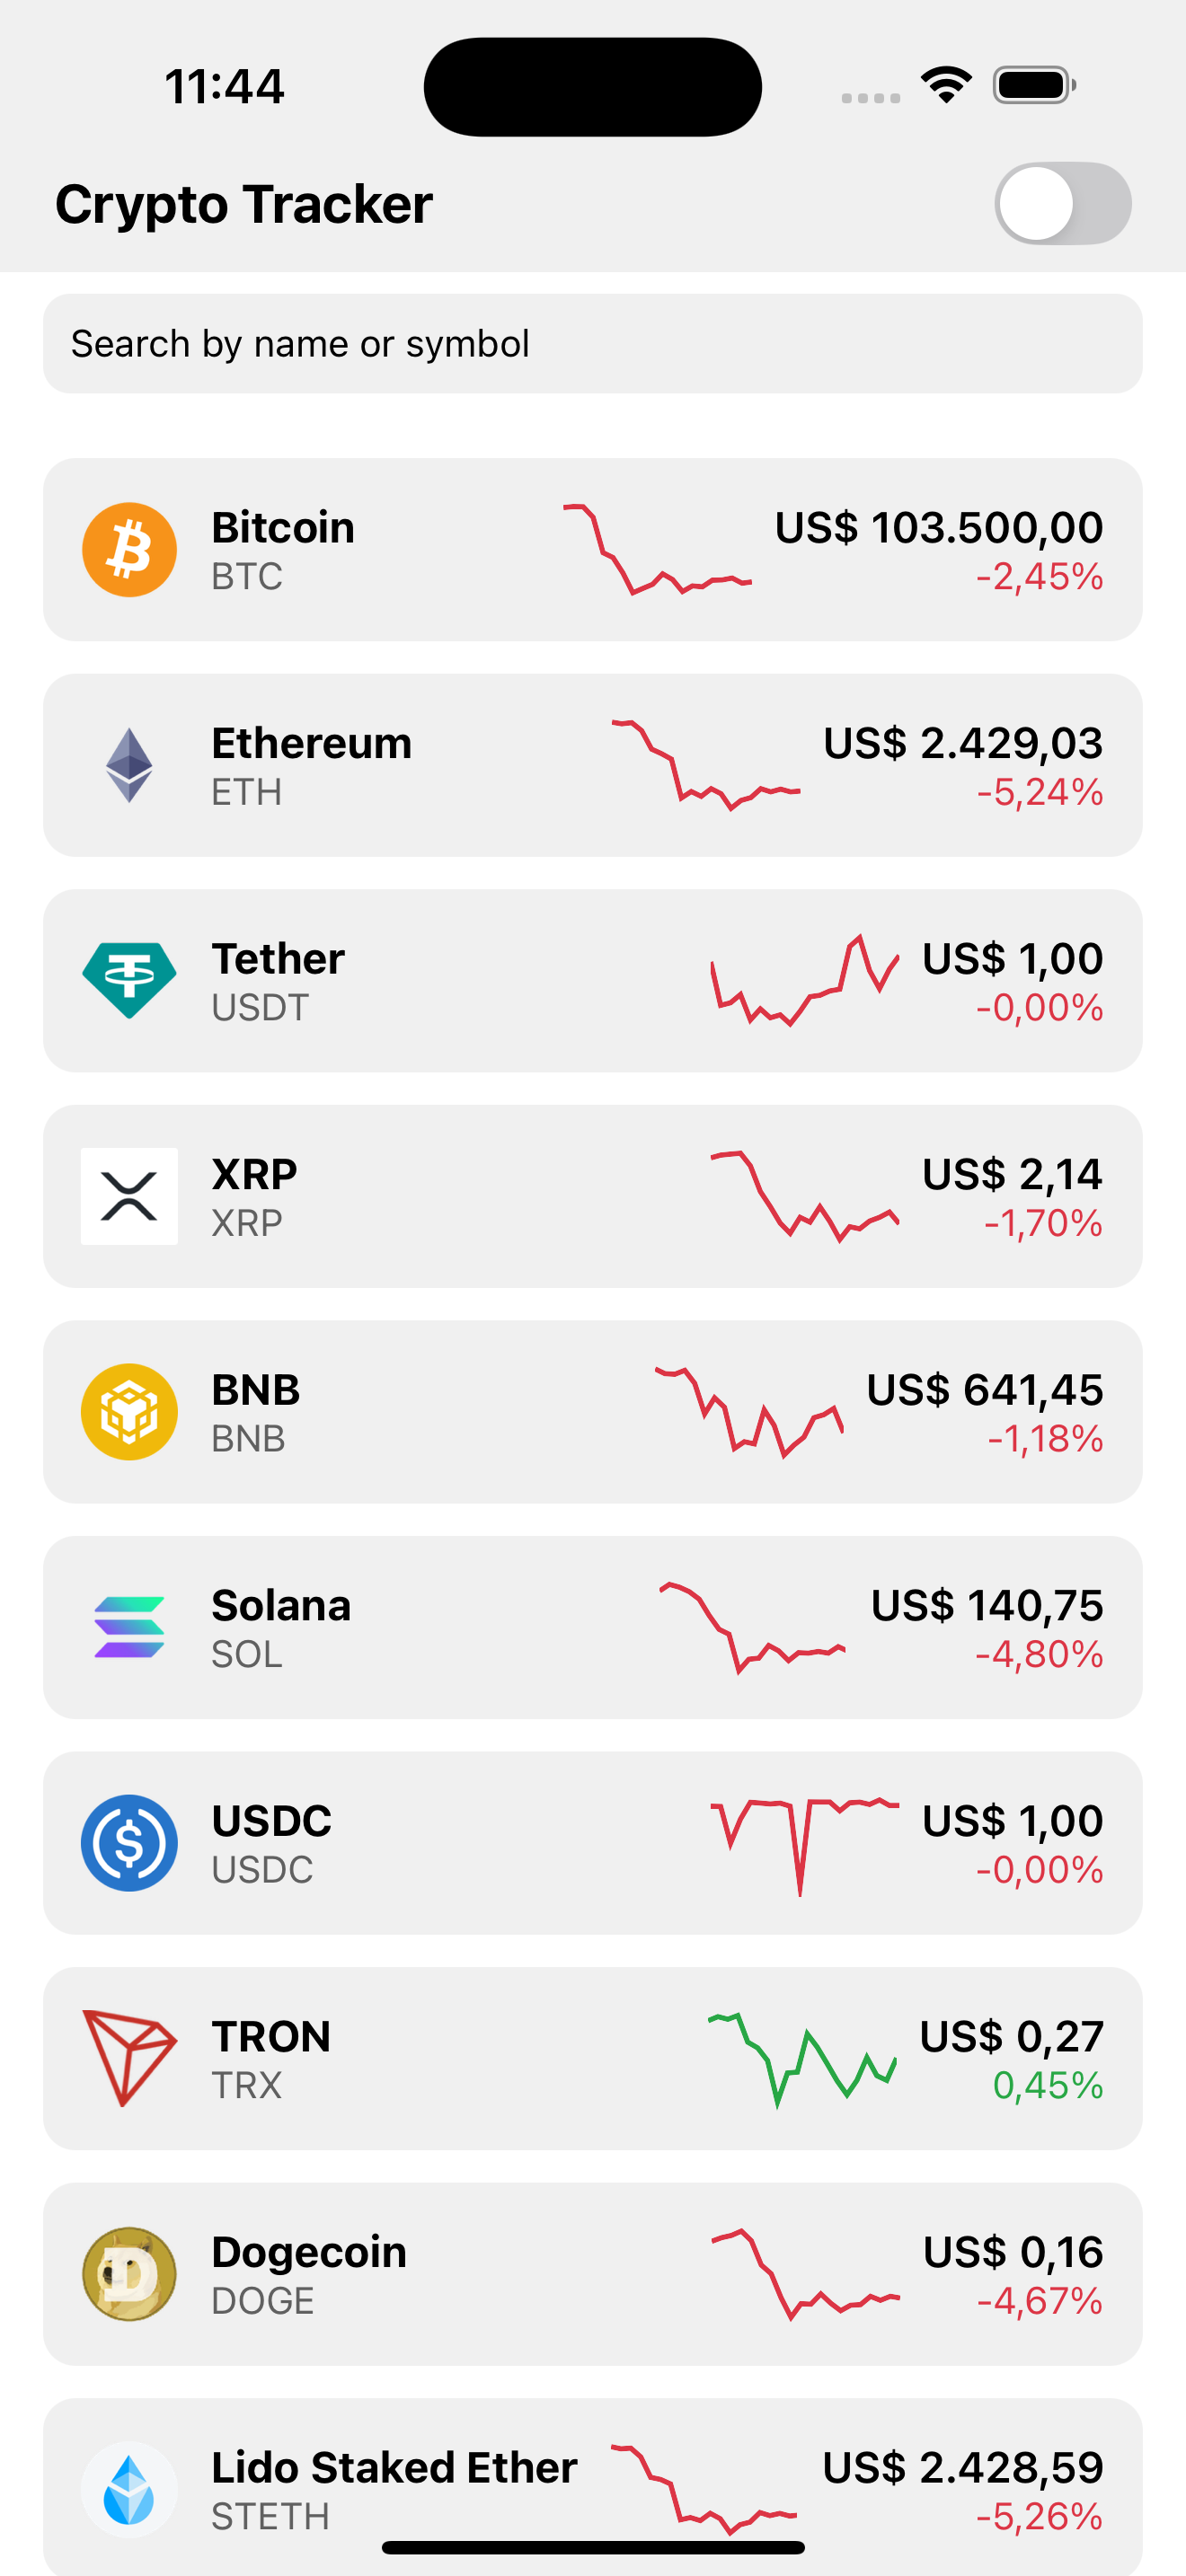 11:44
Crypto Tracker
Search by name or symbol
Bitcoin
US$ 103.500,00
BTC
-2,45%
Ethereum
US$ 2.429,03
ETH
-5,24%
Tether
US$ 1,00
USDT
-0,00%
XRP
US$ 2,14
XRP
-1,70%
BNB
US$ 641,45
BNB
-1,18%
Solana
US$ 140,75
SOL
-4,80%
USDC
US$ 1,00
USDC
-0,00%
TRON
US$ 0,27
TRX
0,45%
Dogecoin
US$ 0,16
DOGE
-4,67%
Lido Staked Ether
US$ 2.428,59
STETH
-5,26%